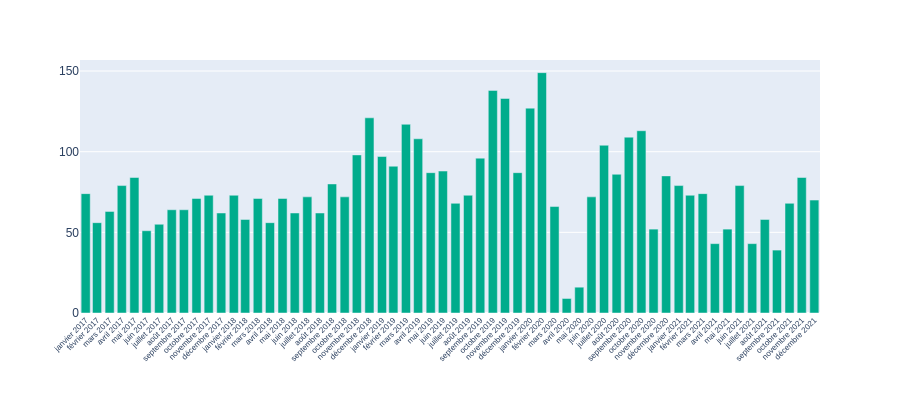 150
100
50
0
janvier 2017
février 2017
mars 2017
avril 2017
mai 2017
juin 2017
juillet 2017
août 2017
septembre 2017
octobre 2017
novembre 2017
décembre 2017
janvier 2018
février 2018
mars 2018
avril 2018
mai 2018
juin 2018
juillet 2018
août 2018
septembre 2018
octobre 2018
novembre 2018
décembre 2018
janvier 2019
février 2019
mars 2019
avril 2019
mai 2019
juin 2019
juillet 2019
août 2019
septembre 2019
octobre 2019
novembre 2019
décembre 2019
janvier 2020
février 2020
mars 2020
avril 2020
mai 2020
juin 2020
juillet 2020
août 2020
septembre 2020
octobre 2020
novembre 2020
décembre 2020
janvier 2021
février 2021
mars 2021
avril 2021
mai 2021
juin 2021
juillet 2021
août 2021
septembre 2021
octobre 2021
novembre 2021
décembre 2021